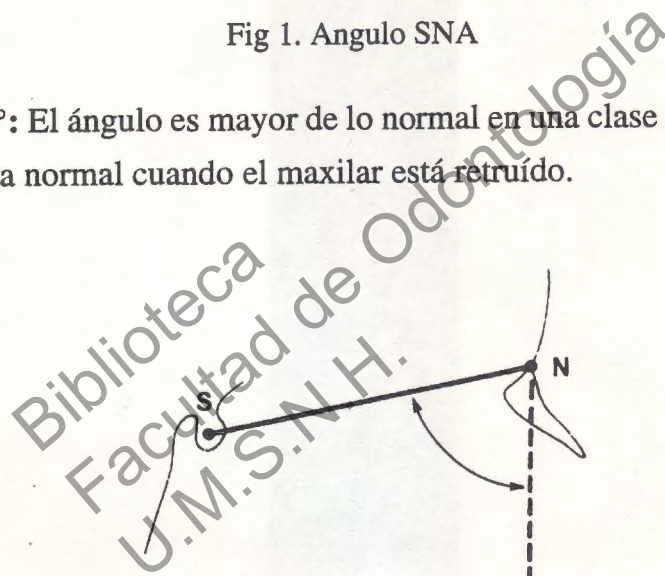 Fig 1. Angulo SNA
°: El ángulo es mayor de lo normal en una clase
a normal cuando el maxilar está retruído.
Biblioteca
Facultad de Odontología
U.M.S.N.H.
S
N